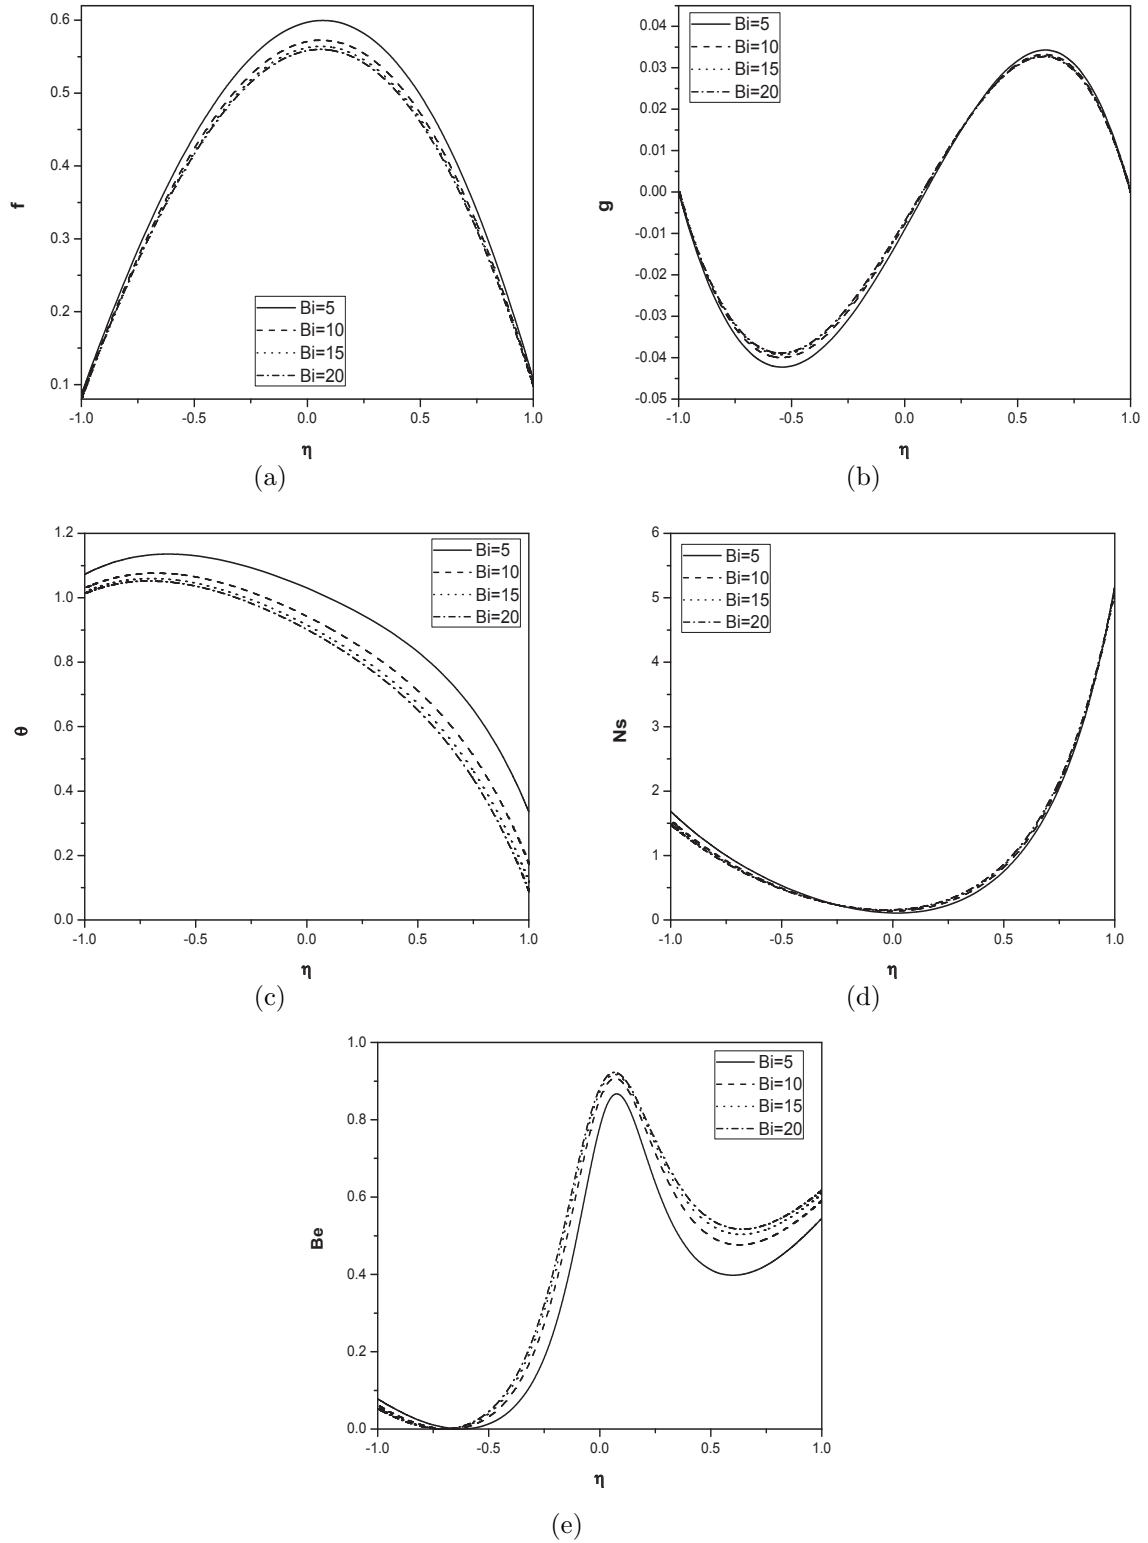 0.6
0.5
0.4
0.3
0.2
0.1
-1.0 -0.5 0.0 0.5 1.0
f
η
Bi=5
Bi=10
Bi=15
Bi=20
(a)
0.04
0.03
0.02
0.01
0.00
-0.01
-0.02
-0.03
-0.04
-0.05
-1.0 -0.5 0.0 0.5 1.0
g
η
Bi=5
Bi=10
Bi=15
Bi=20
(b)
1.2
1.0
0.8
0.6
0.4
0.2
0.0
-1.0 -0.5 0.0 0.5 1.0
θ
η
Bi=5
Bi=10
Bi=15
Bi=20
(c)
6
5
4
3
2
1
0
-1.0 -0.5 0.0 0.5 1.0
Ns
η
Bi=5
Bi=10
Bi=15
Bi=20
(d)
1.0
0.8
0.6
0.4
0.2
0.0
-1.0 -0.5 0.0 0.5 1.0
Be
η
Bi=5
Bi=10
Bi=15
Bi=20
(e)